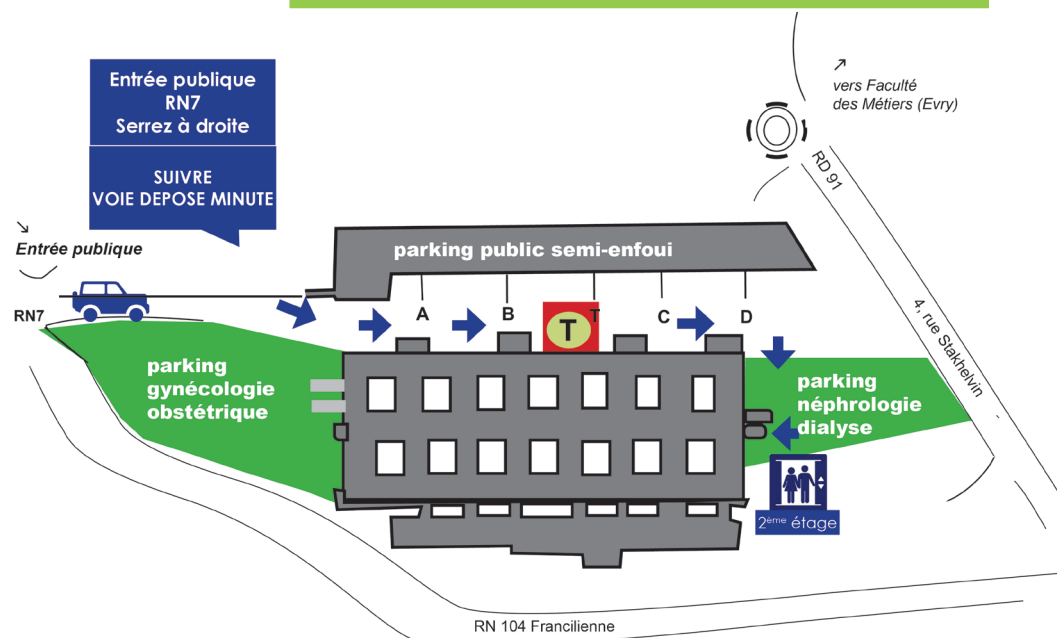 Entrée publique
RN7
Serrez à droite
SUIVRE
VOIE DEPOSE MINUTE
↗
vers Faculté
des Métiers (Evry)
RD 91
↘
Entrée publique
parking public semi-enfoui
RN7
A
B
T
T
C
D
4, rue Stakhelvin
parking
gynécologie
obstétrique
parking
néphrologie
dialyse
2ème étage
RN 104 Francilienne